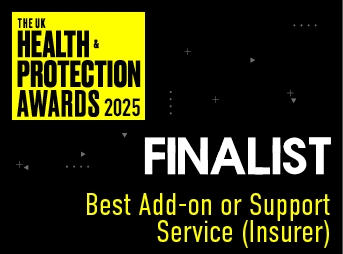 THE UK
HEALTH &
PROTECTION
AWARDS 2025
FINALIST
Best Add-on or Support
Service (Insurer)